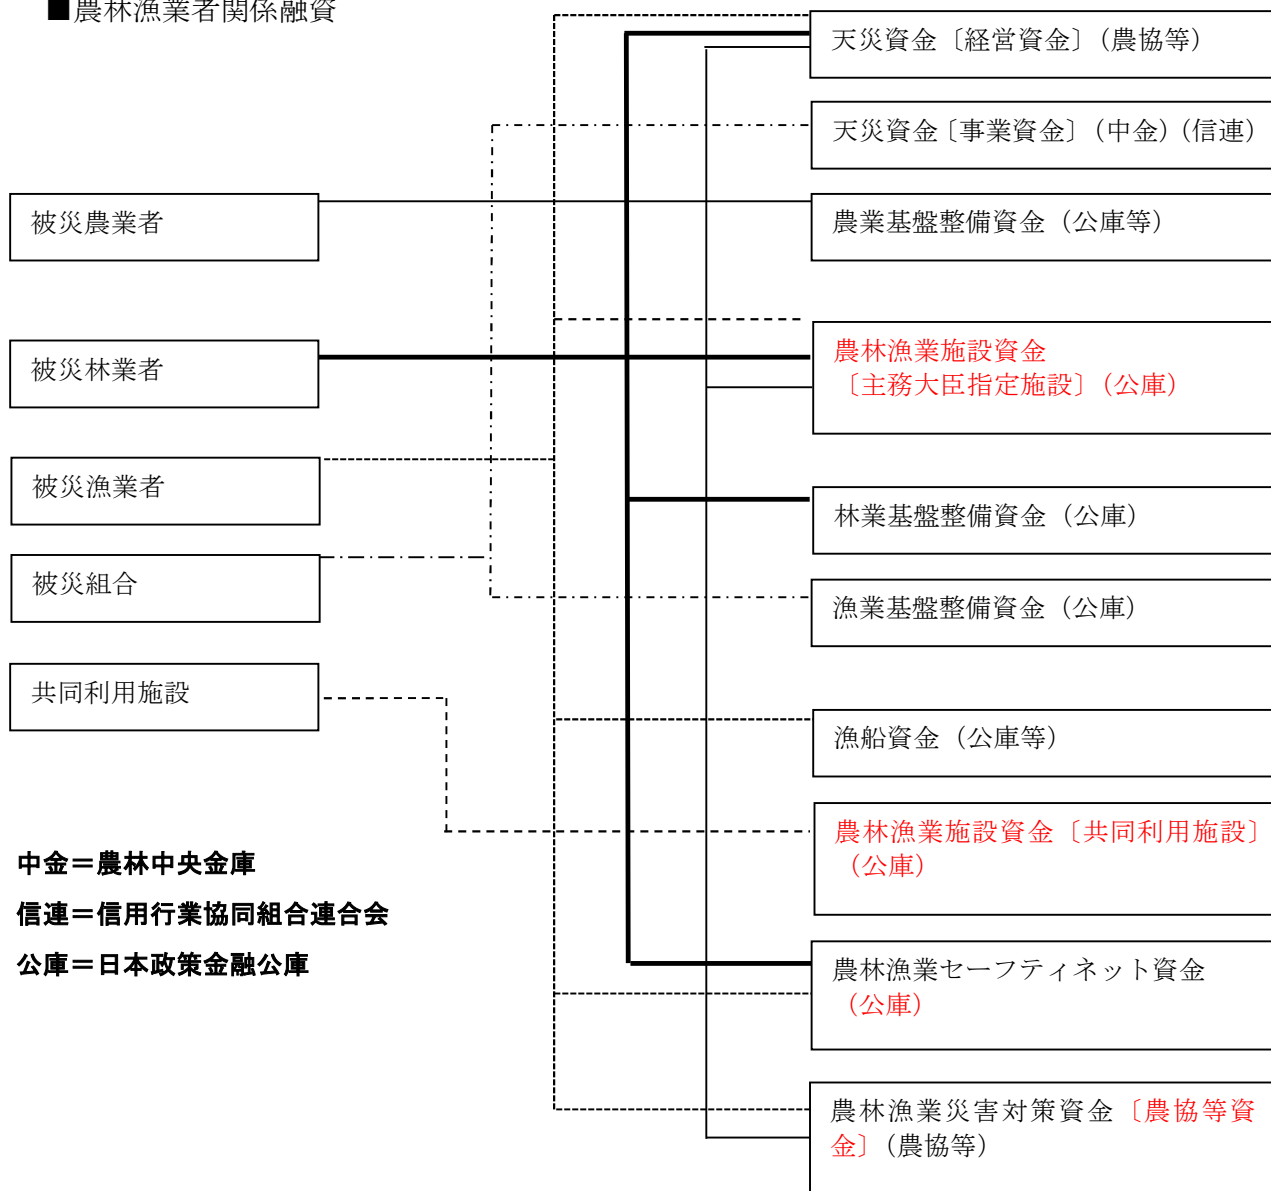 ■農林漁業者関係融資
天災資金〔経営資金〕(農協等)
天災資金〔事業資金〕(中金)(信連)
被災農業者
農業基盤整備資金(公庫等)
被災林業者
農林漁業施設資金
〔主務大臣指定施設〕(公庫)
被災漁業者
林業基盤整備資金(公庫)
被災組合
漁業基盤整備資金(公庫)
共同利用施設
漁船資金(公庫等)
農林漁業施設資金〔共同利用施設〕
(公庫)
中金=農林中央金庫
信連=信用行業協同組合連合会
公庫=日本政策金融公庫
農林漁業セーフティネット資金
(公庫)
農林漁業災害対策資金〔農協等資
金〕(農協等)